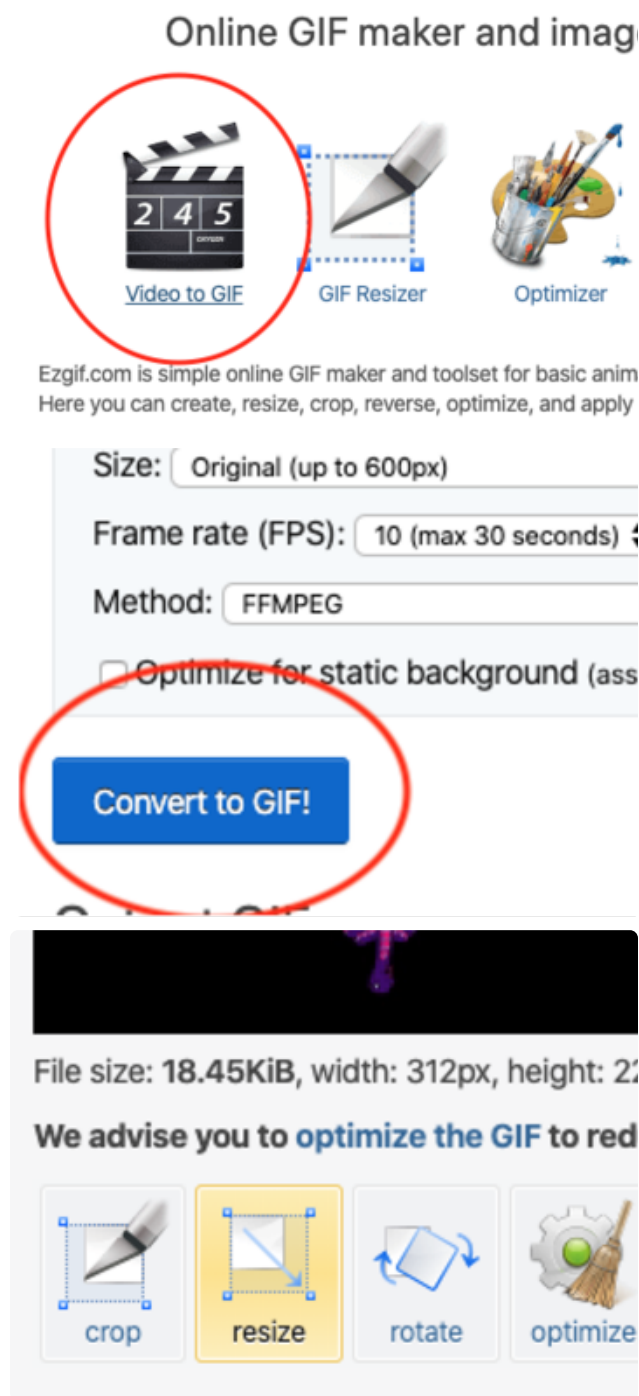 Online GIF maker and image
2 4 5
Video to GIF
GIF Resizer
Optimizer
Ezgif.com is simple online GIF maker and toolset for basic anim
Here you can create, resize, crop, reverse, optimize, and apply
Size: Original (up to 600px)
Frame rate (FPS): 10 (max 30 seconds)
Method: FFMPEG
Optimize for static background (ass
Convert to GIF!
File size: 18.45KiB, width: 312px, height: 22
We advise you to optimize the GIF to red
crop
resize
rotate
optimize